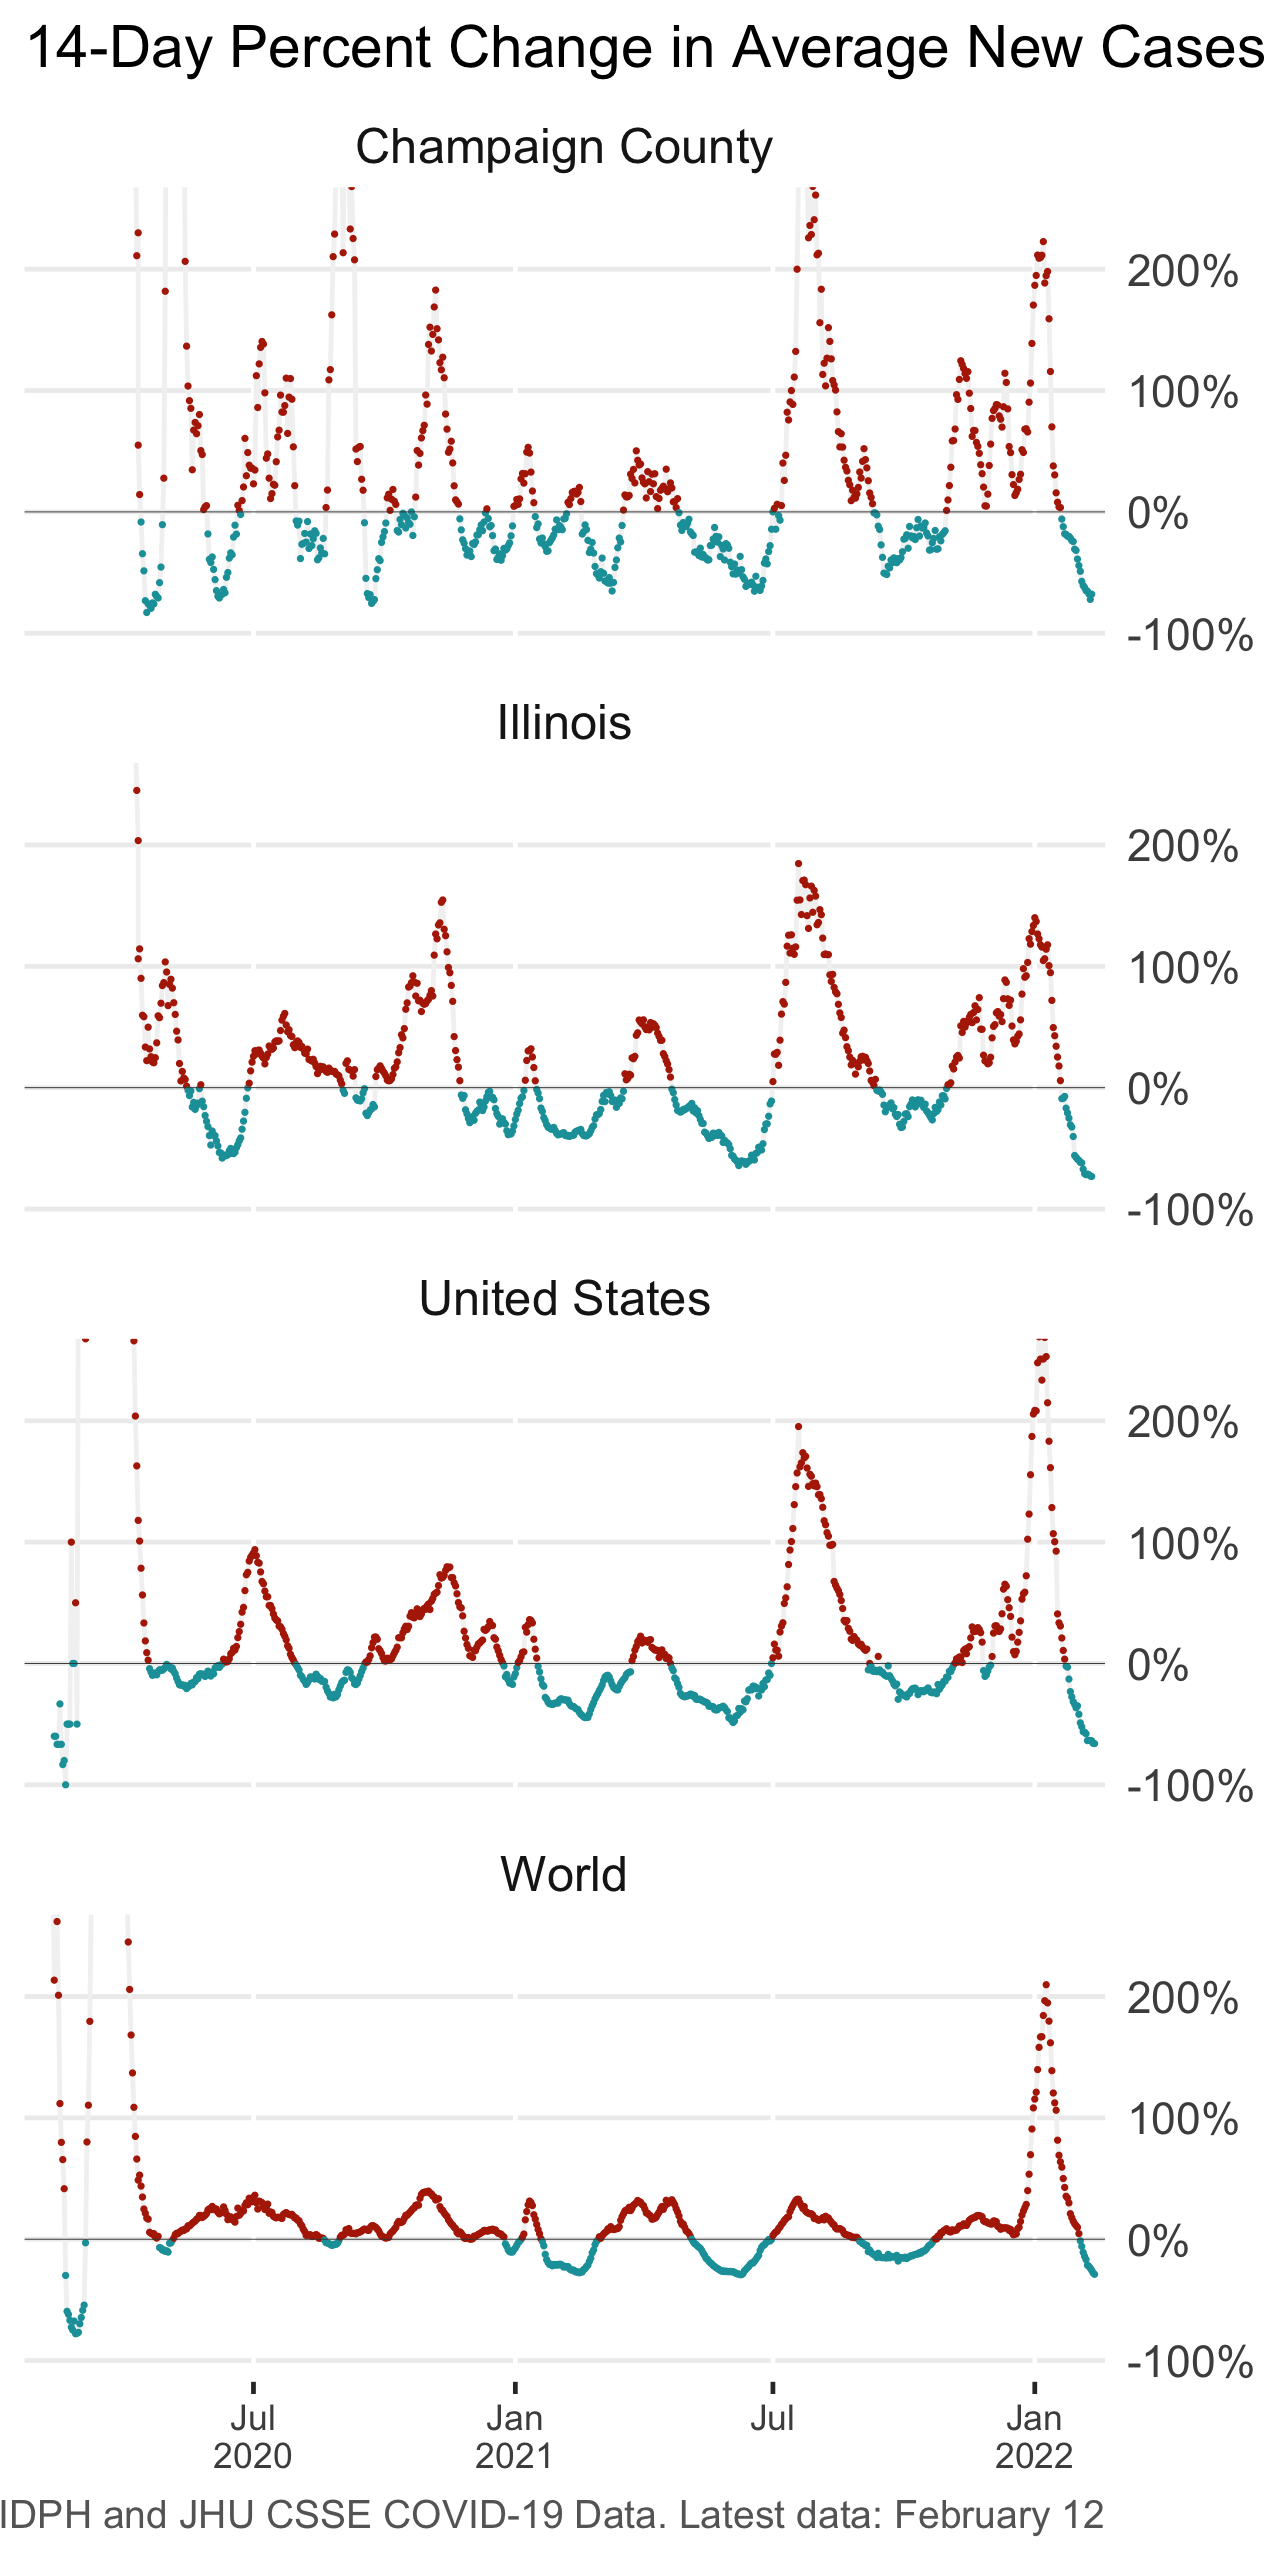 14-Day Percent Change in Average New Cases
Champaign County
200%
100%
0%
-100%
Illinois
200%
100%
0%
-100%
United States
200%
100%
0%
-100%
World
200%
100%
0%
-100%
Jul Jan Jul Jan
2020 2021 2022
IDPH and JHU CSSE COVID-19 Data. Latest data: February 12